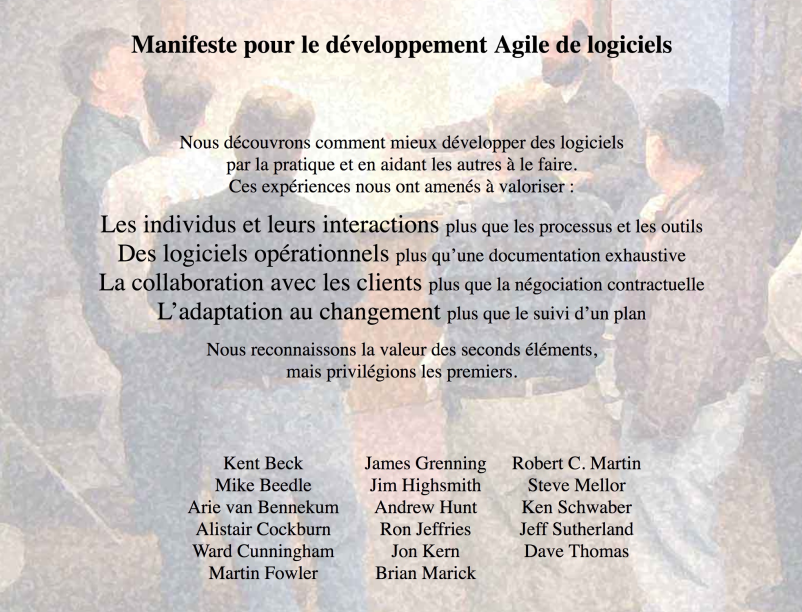 Manifeste pour le développement Agile de logiciels
Nous découvrons comment mieux développer des logiciels
par la pratique et en aidant les autres à le faire.
Ces expériences nous ont amenés à valoriser :
Les individus et leurs interactions plus que les processus et les outils
Des logiciels opérationnels plus qu’une documentation exhaustive
La collaboration avec les clients plus que la négociation contractuelle
L’adaptation au changement plus que le suivi d’un plan
Nous reconnaissons la valeur des seconds éléments,
mais privilégions les premiers.
Kent Beck
Mike Beedle
Arie van Bennekum
Alistair Cockburn
Ward Cunningham
Martin Fowler
James Grenning
Jim Highsmith
Andrew Hunt
Ron Jeffries
Jon Kern
Brian Marick
Robert C. Martin
Steve Mellor
Ken Schwaber
Jeff Sutherland
Dave Thomas